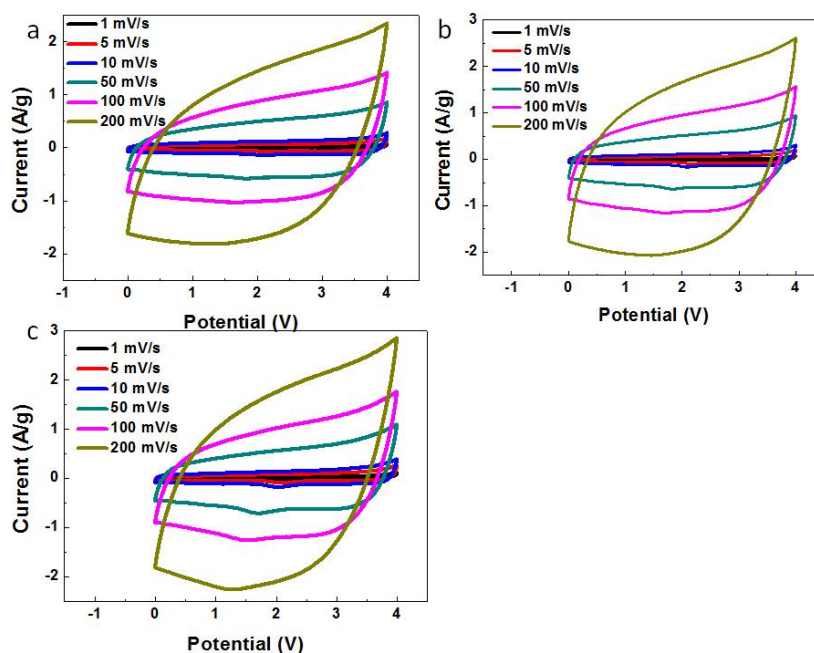 a
1 mV/s
5 mV/s
10 mV/s
50 mV/s
100 mV/s
200 mV/s
2
1
0
-1
-2
Current (A/g)
-1 0 1 2 3 4
Potential (V)
b
1 mV/s
5 mV/s
10 mV/s
50 mV/s
100 mV/s
200 mV/s
3
2
1
0
-1
-2
Current (A/g)
-1 0 1 2 3 4
Potential (V)
c
1 mV/s
5 mV/s
10 mV/s
50 mV/s
100 mV/s
200 mV/s
3
2
1
0
-1
-2
Current (A/g)
-1 0 1 2 3 4
Potential (V)